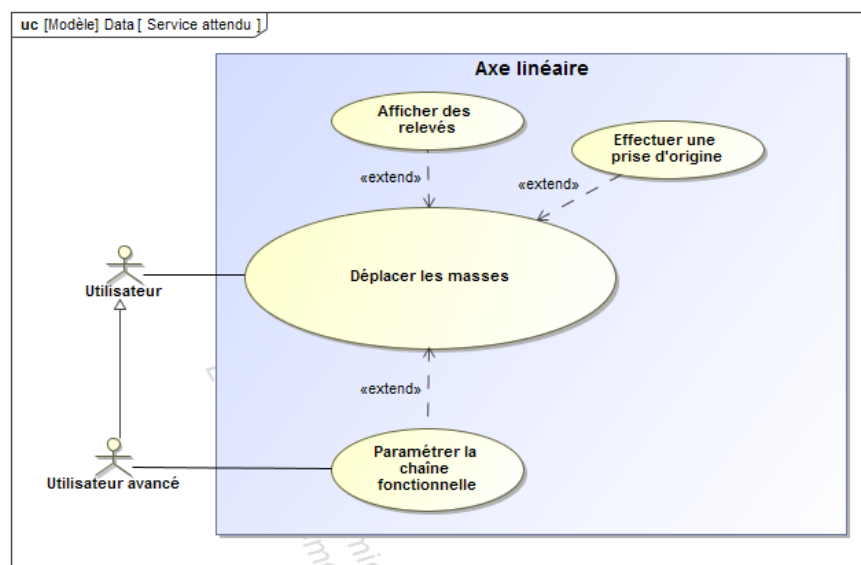 uc [Modèle] Data [ Service attendu ]
Axe linéaire
Afficher des
relevés
Effectuer une
prise d'origine
«extend»
«extend»
Déplacer les masses
Utilisateur
«extend»
Paramétrer la
chaîne
fonctionnelle
Utilisateur avancé